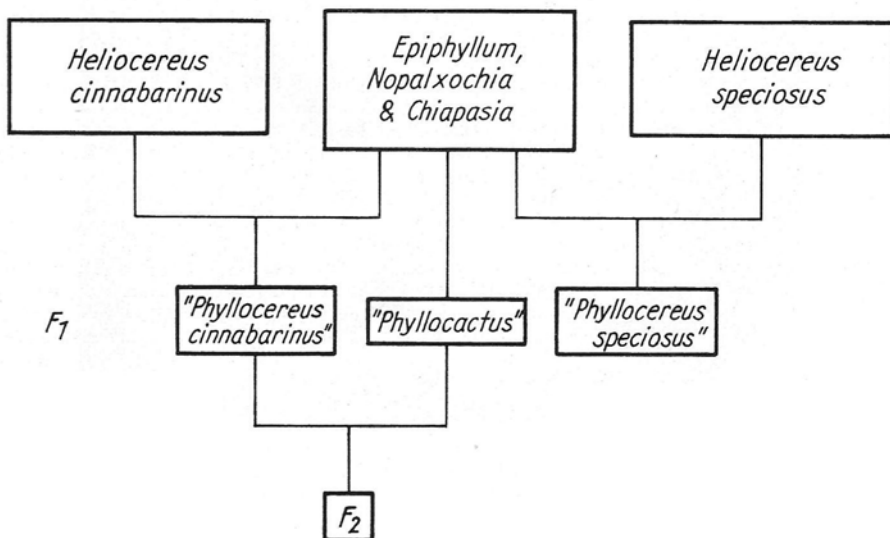 Heliocereus
cinnabarinus
Epiphyllum,
Nopalxochia
& Chiapasia
Heliocereus
speciosus
F1
"Phyllocereus
cinnabarinus"
"Phyllocactus"
"Phyllocereus
speciosus"
F2